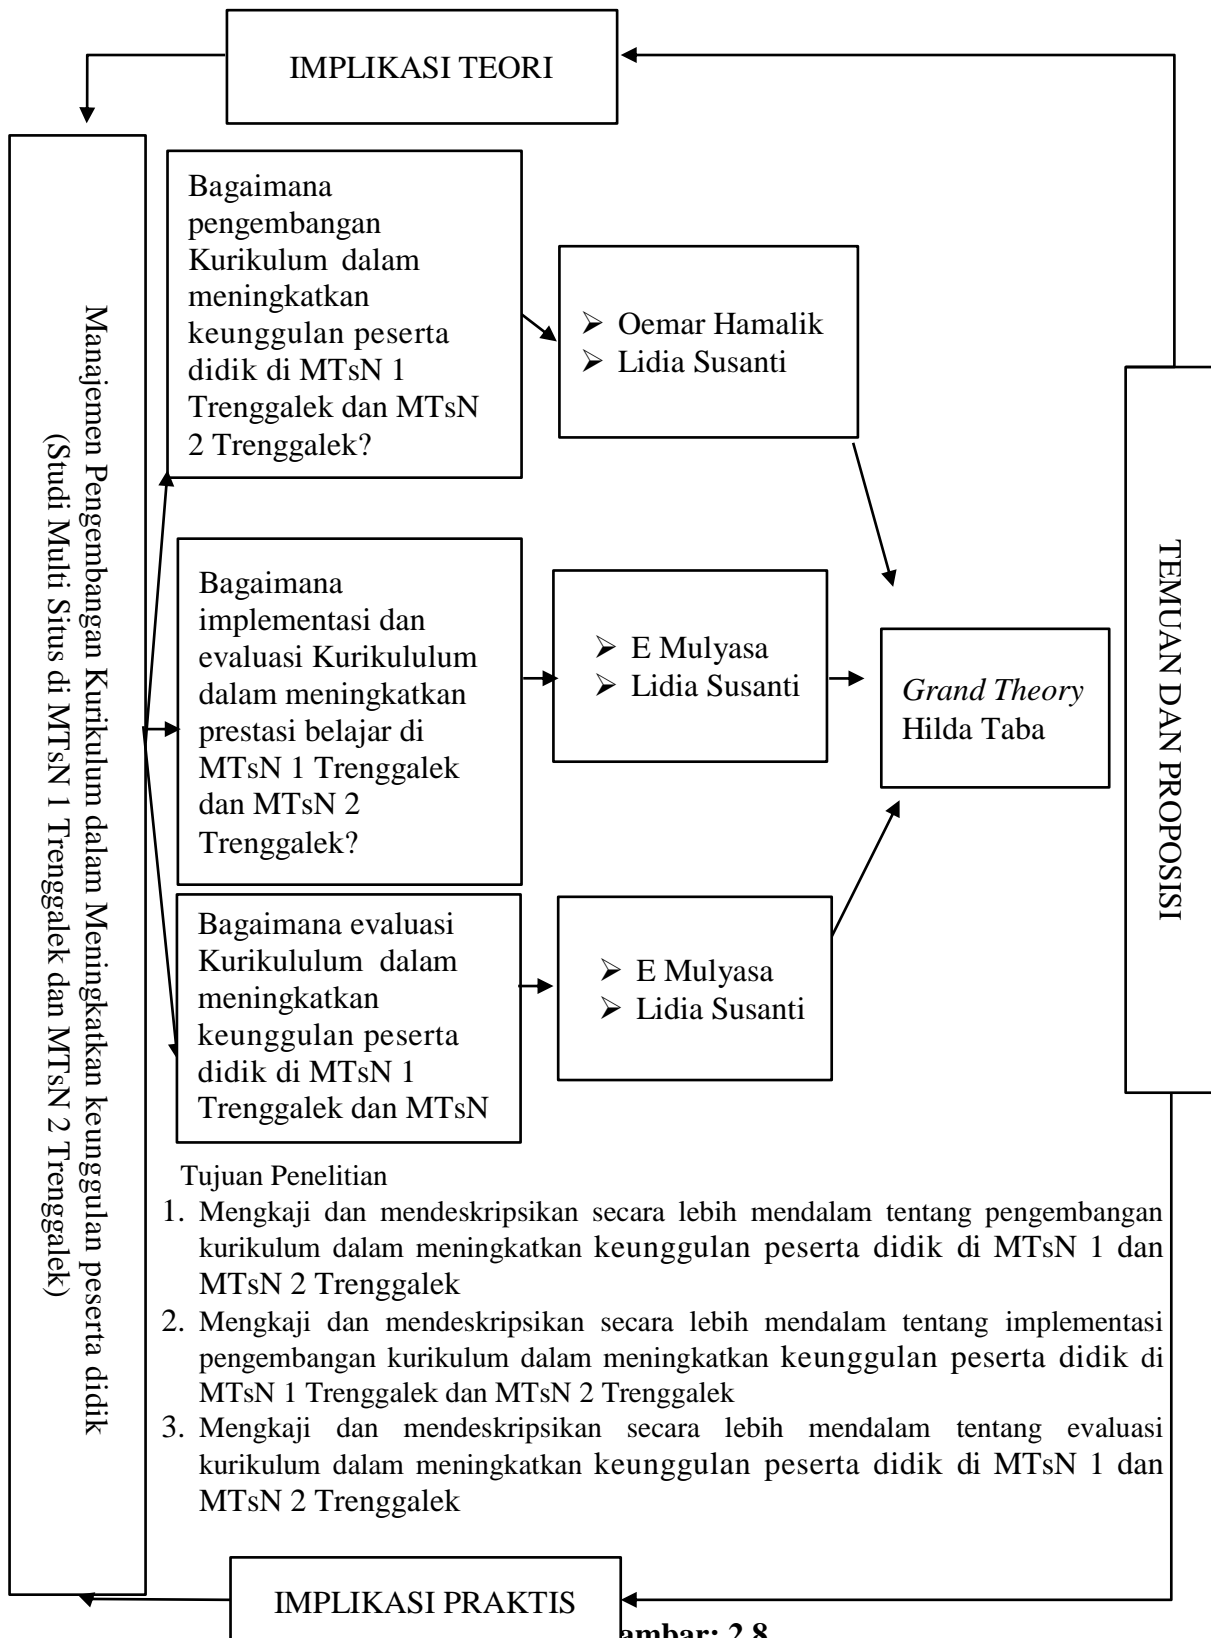 IMPLIKASI TEORI
Manajemen Pengembangan Kurikulum dalam Meningkatkan keunggulan peserta didik
(Studi Multi Situs di MTsN 1 Trenggalek dan MTsN 2 Trenggalek)
Bagaimana
pengembangan
Kurikulum dalam
meningkatkan
keunggulan peserta
didik di MTsN 1
Trenggalek dan MTsN
2 Trenggalek?
➢ Oemar Hamalik
➢ Lidia Susanti
Bagaimana
implementasi dan
evaluasi Kurikululum
dalam meningkatkan
prestasi belajar di
MTsN 1 Trenggalek
dan MTsN 2
Trenggalek?
➢ E Mulyasa
➢ Lidia Susanti
Bagaimana evaluasi
Kurikululum dalam
meningkatkan
keunggulan peserta
didik di MTsN 1
Trenggalek dan MTsN
➢ E Mulyasa
➢ Lidia Susanti
Grand Theory
Hilda Taba
TEMUAN DAN PROPOSISI
Tujuan Penelitian
1. Mengkaji dan mendeskripsikan secara lebih mendalam tentang pengembangan
kurikulum dalam meningkatkan keunggulan peserta didik di MTsN 1 dan
MTsN 2 Trenggalek
2. Mengkaji dan mendeskripsikan secara lebih mendalam tentang implementasi
pengembangan kurikulum dalam meningkatkan keunggulan peserta didik di
MTsN 1 Trenggalek dan MTsN 2 Trenggalek
3. Mengkaji dan mendeskripsikan secara lebih mendalam tentang evaluasi
kurikulum dalam meningkatkan keunggulan peserta didik di MTsN 1 dan
MTsN 2 Trenggalek
IMPLIKASI PRAKTIS
ambar: 2.8